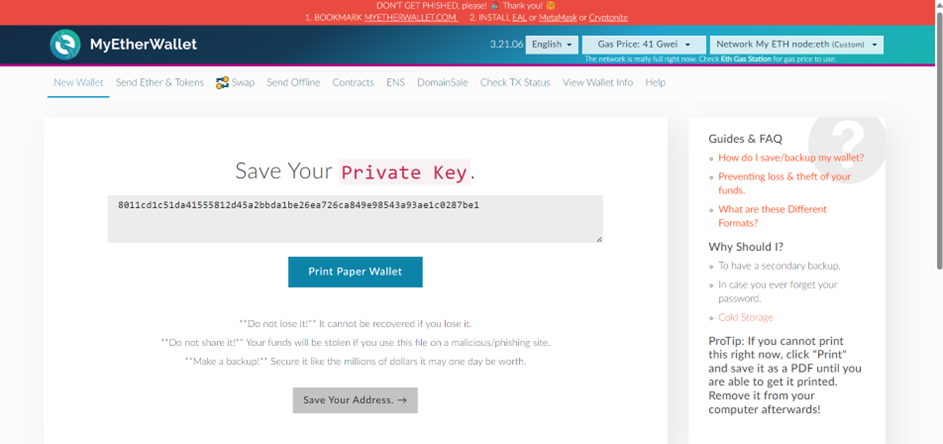 DON'T GET PHISHED, please! Thank you!
1. BOOKMARK MYETHERWALLET.COM 2. INSTALL EAL or MetaMask or Cryptonite
MyEtherWallet
3.21.06 English Gas Price: 41 Gwei Network My ETH node:eth (Custom)
The network is really full right now. Check Eth Gas Station for gas price to use.
New Wallet Send Ether & Tokens Swap Send Offline Contracts ENS DomainSale Check TX Status View Wallet Info Help
Save Your Private Key.
8011cd1c51da41555812d45a2bbda1be26ea726ca849e98543a93ae1c0287be1
Print Paper Wallet
**Do not lose it!** It cannot be recovered if you lose it.
**Do not share it!** Your funds will be stolen if you use this file on a malicious/phishing site.
**Make a backup!** Secure it like the millions of dollars it may one day be worth.
Save Your Address. →
?
Guides & FAQ
How do I save/backup my wallet?
Preventing loss & theft of your
funds.
What are these Different
Formats?
Why Should I?
To have a secondary backup.
In case you ever forget your
password.
Cold Storage
ProTip: If you cannot print
this right now, click "Print"
and save it as a PDF until you
are able to get it printed.
Remove it from your
computer afterwards!